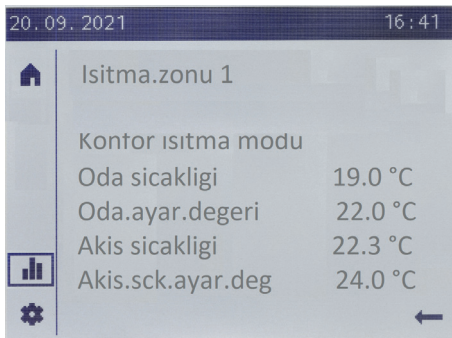 20.09.2021 16:41
Isitma.zonu 1
Kontor ısıtma modu
Oda sicakligi 19.0 °C
Oda.ayar.degeri 22.0 °C
Akis sicakligi 22.3 °C
Akis.sck.ayar.deg 24.0 °C